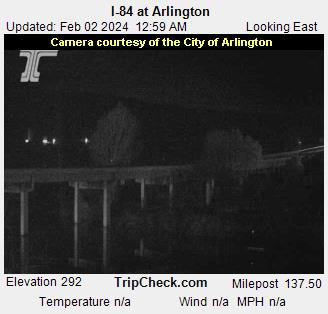 I-84 at Arlington
Updated: Feb 02 2024 12:59 AM Looking East
Camera courtesy of the City of Arlington
Elevation 292 TripCheck.com Milepost 137.50
Temperature n/a Wind n/a MPH n/a